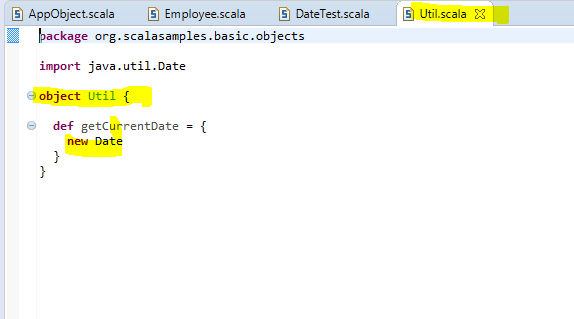 AppObject.scala Employee.scala DateTest.scala Util.scala
package org.scalasamples.basic.objects
import java.util.Date
object Util {
def getCurrentDate = {
new Date
}
}